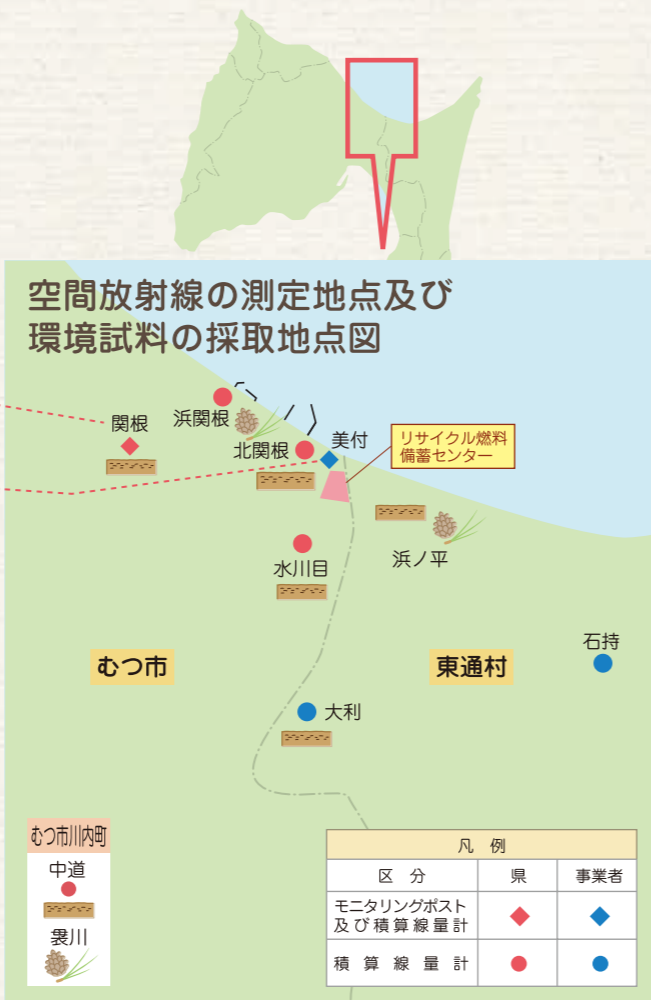 空間放射線の測定地点及び
環境試料の採取地点図
関根
浜関根
北関根
美付
リサイクル燃料
備蓄センター
水川目
浜ノ平
むつ市
東通村
石持
大利
むつ市川内町
中道
袰川
凡 例
区 分 県 事業者
モニタリングポスト
及び積算線量計
積算線量計